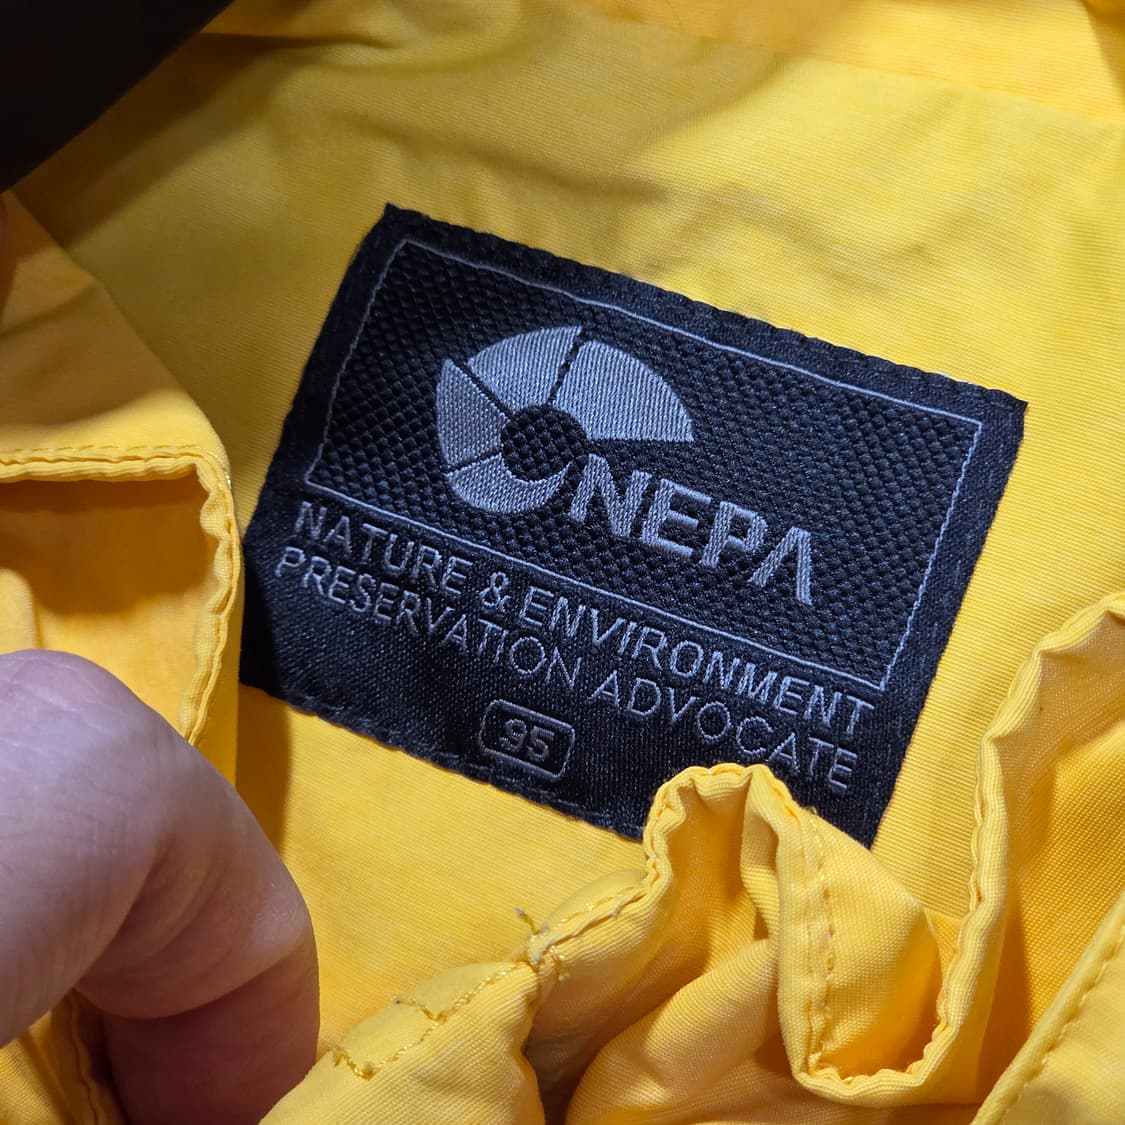 NEPA
NATURE & ENVIRONMENT
PRESERVATION ADVOCATE
95